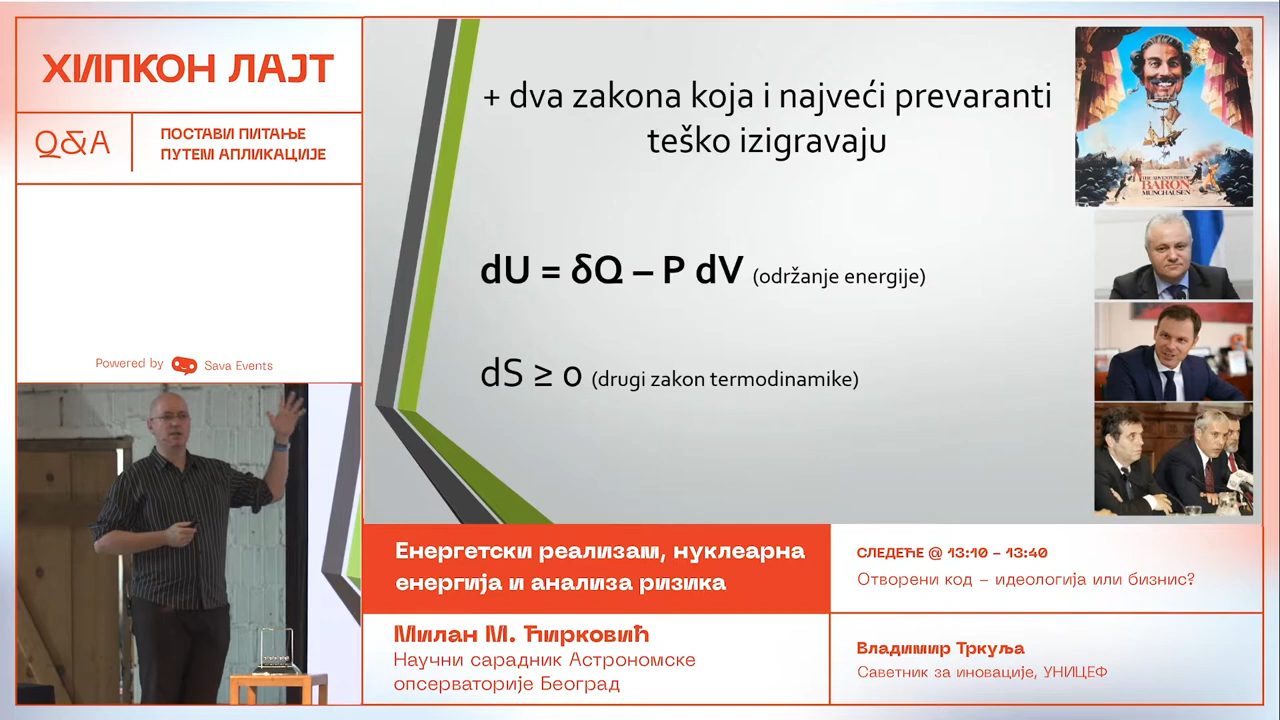 ХИПКОН ЛАЈТ
Q&A
ПОСТАВИ ПИТАЊЕ
ПУТЕМ АПЛИКАЦИЈЕ
Powered by Sava Events
+ dva zakona koja i najveći prevaranti
teško izigravaju
dU = δQ – P dV (održanje energije)
dS ≥ 0 (drugi zakon termodinamike)
THE ADVENTURES OF
BARON
MUNCHAUSEN
Енергетски реализам, нуклеарна
енергија и анализа ризика
Милан М. Ћирковић
Научни сарадник Астрономске
опсерваторије Београд
СЛЕДЕЋЕ @ 13:10 – 13:40
Отворени код – идеологија или бизнис?
Владимир Тркуља
Саветник за иновације, УНИЦЕФ